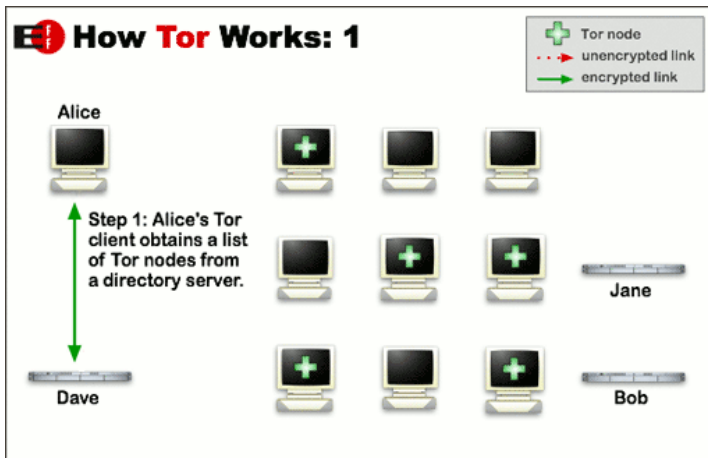 EFF How Tor Works: 1
Tor node
unencrypted link
encrypted link
Alice
Step 1: Alice's Tor
client obtains a list
of Tor nodes from
a directory server.
Jane
Dave
Bob